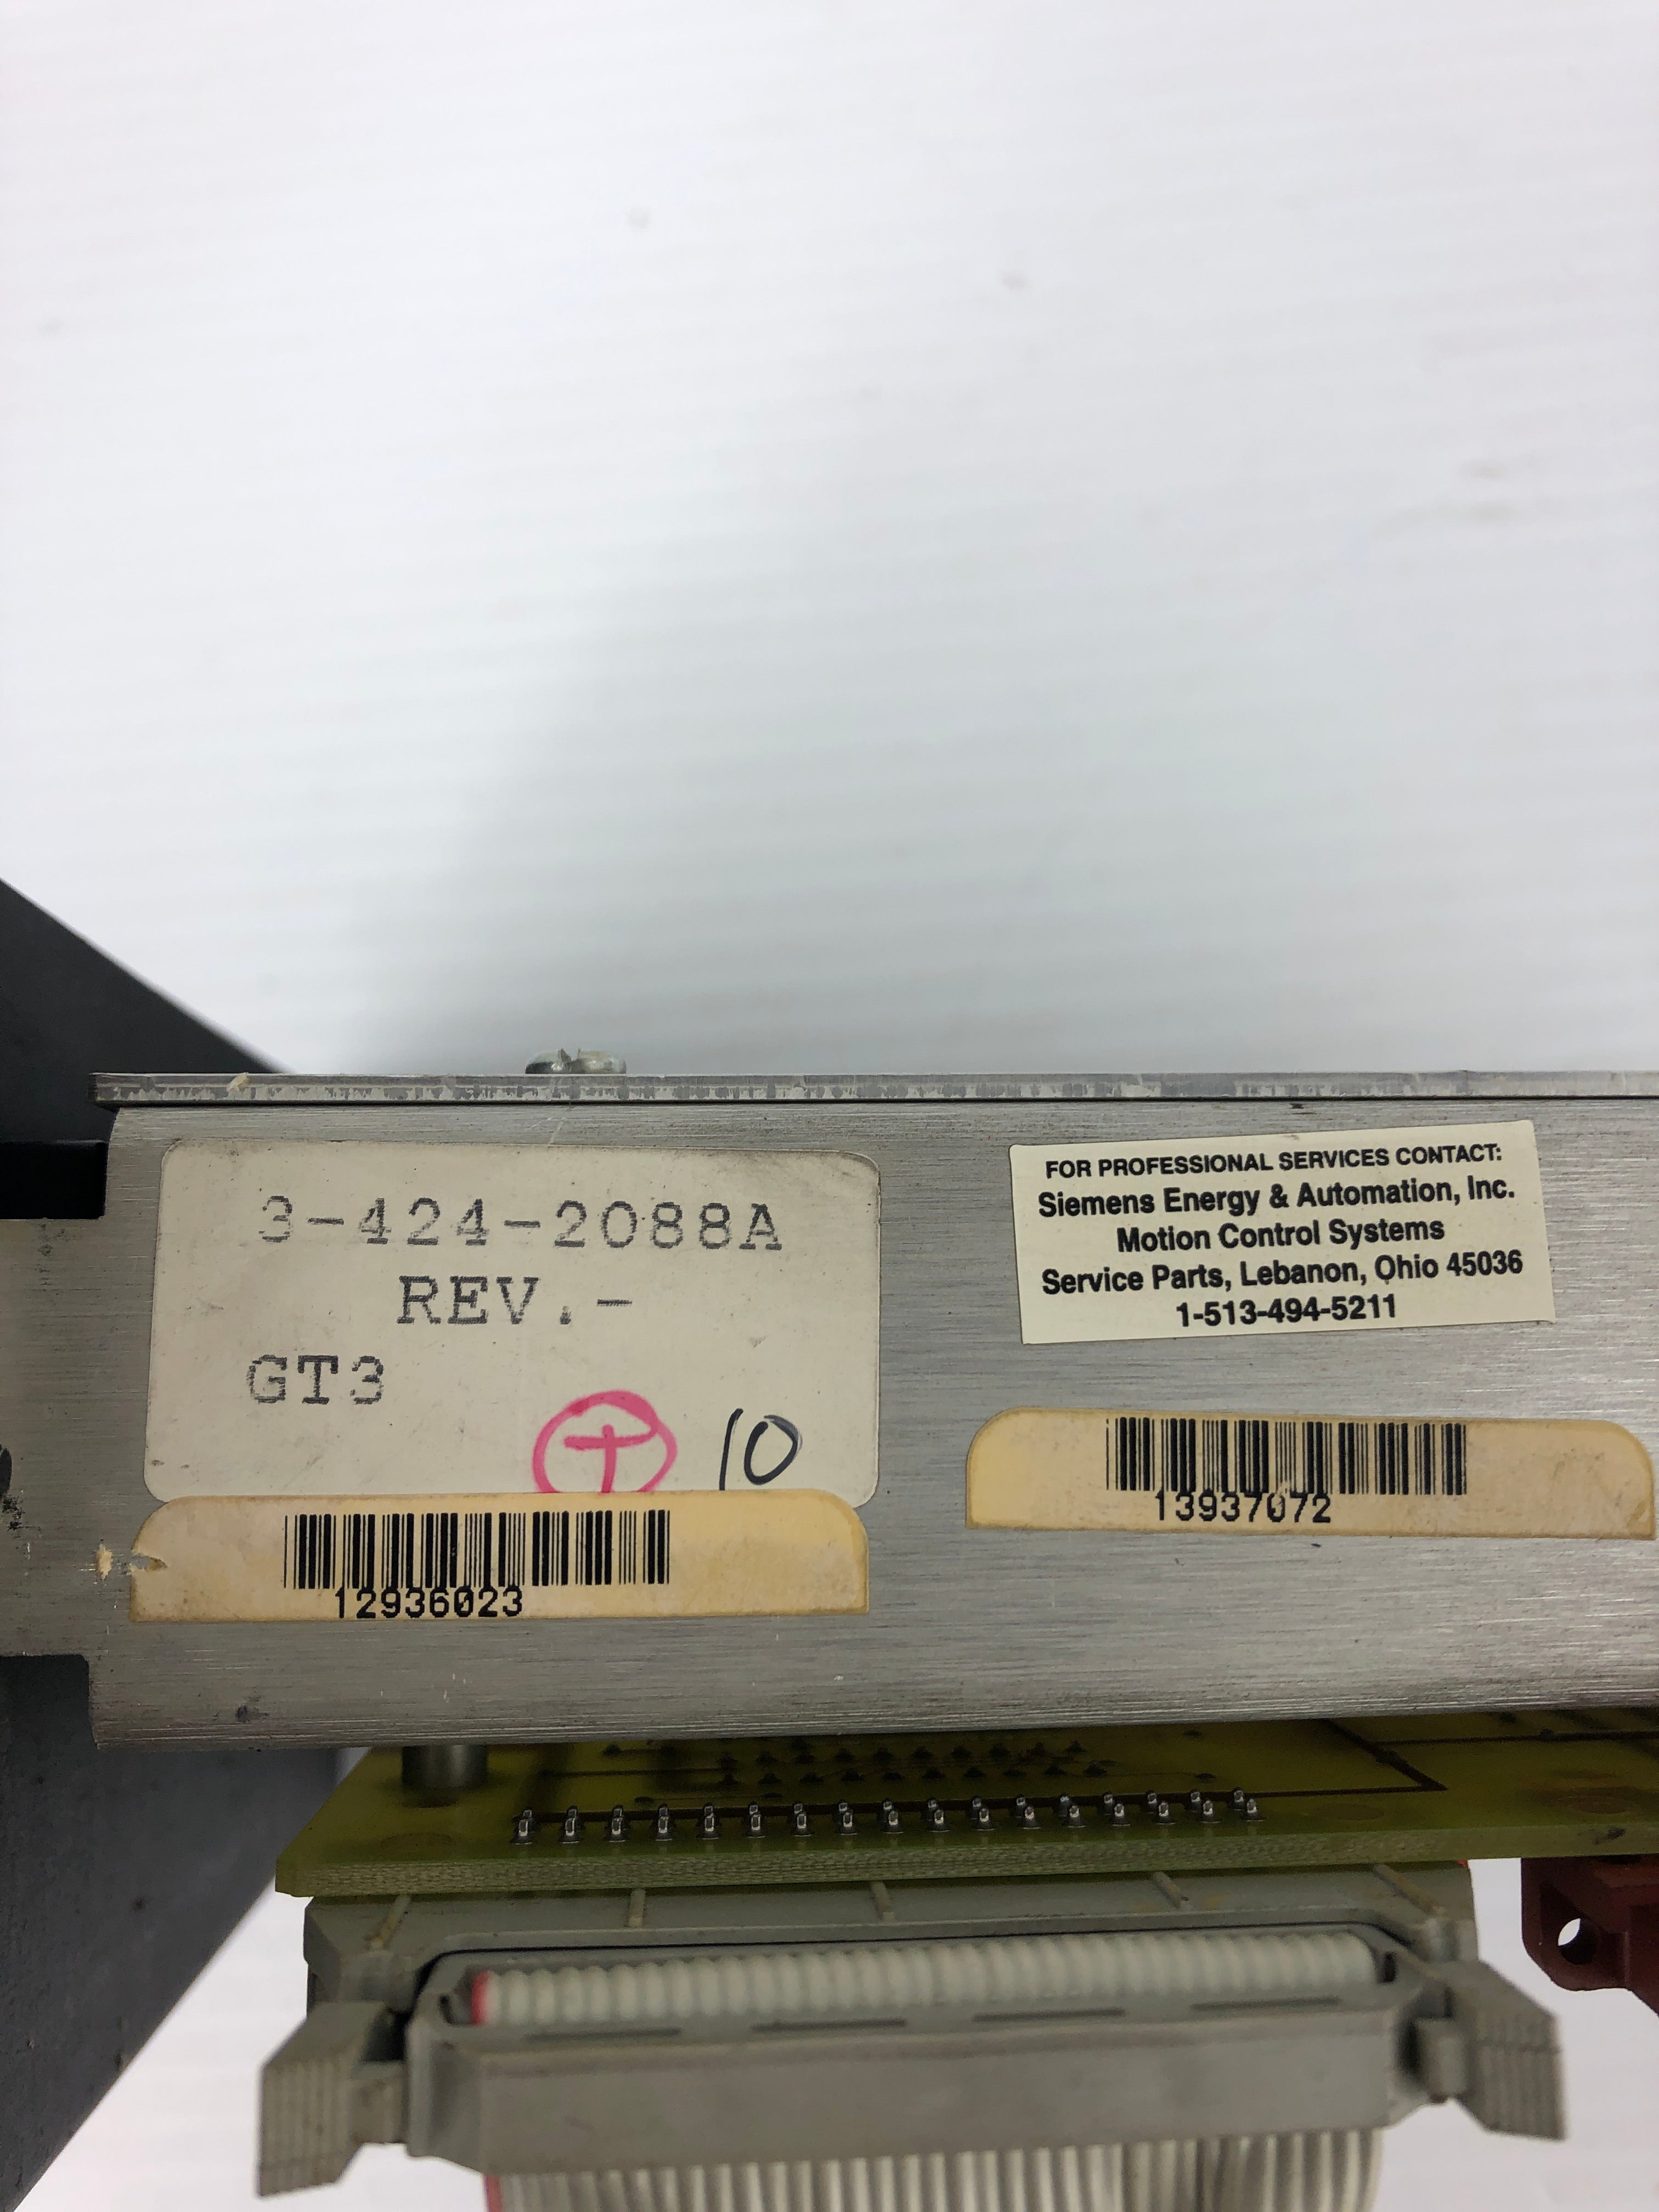 3-424-2088A
REV.-
GT3
T 10
12936023
FOR PROFESSIONAL SERVICES CONTACT:
Siemens Energy & Automation, Inc.
Motion Control Systems
Service Parts, Lebanon, Ohio 45036
1-513-494-5211
13937072